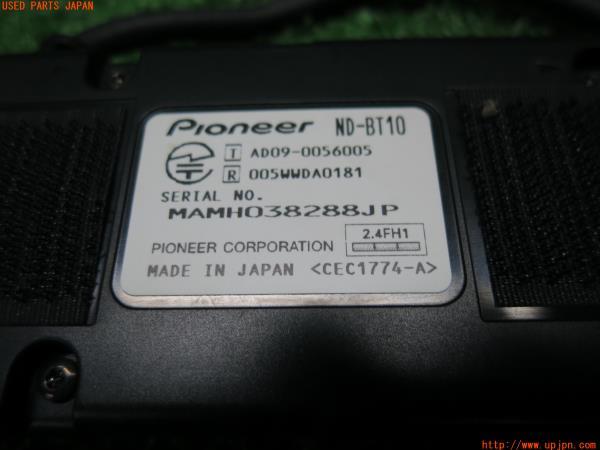 USED PARTS JAPAN
Pioneer ND-BT10
T AD09-0056005
R 005WWDA0181
SERIAL NO.
MAMH038288JP
2.4FH1
PIONEER CORPORATION
MADE IN JAPAN <CEC1774-A>
https://www.upjpn.com/